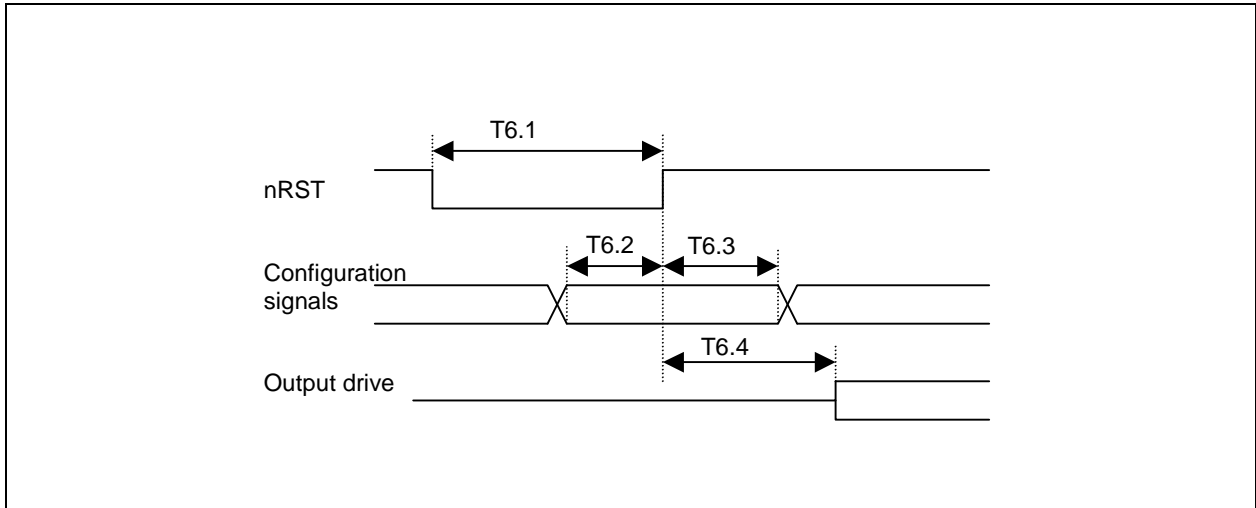 T6.1
nRST
T6.2
T6.3
Configuration
signals
T6.4
Output drive